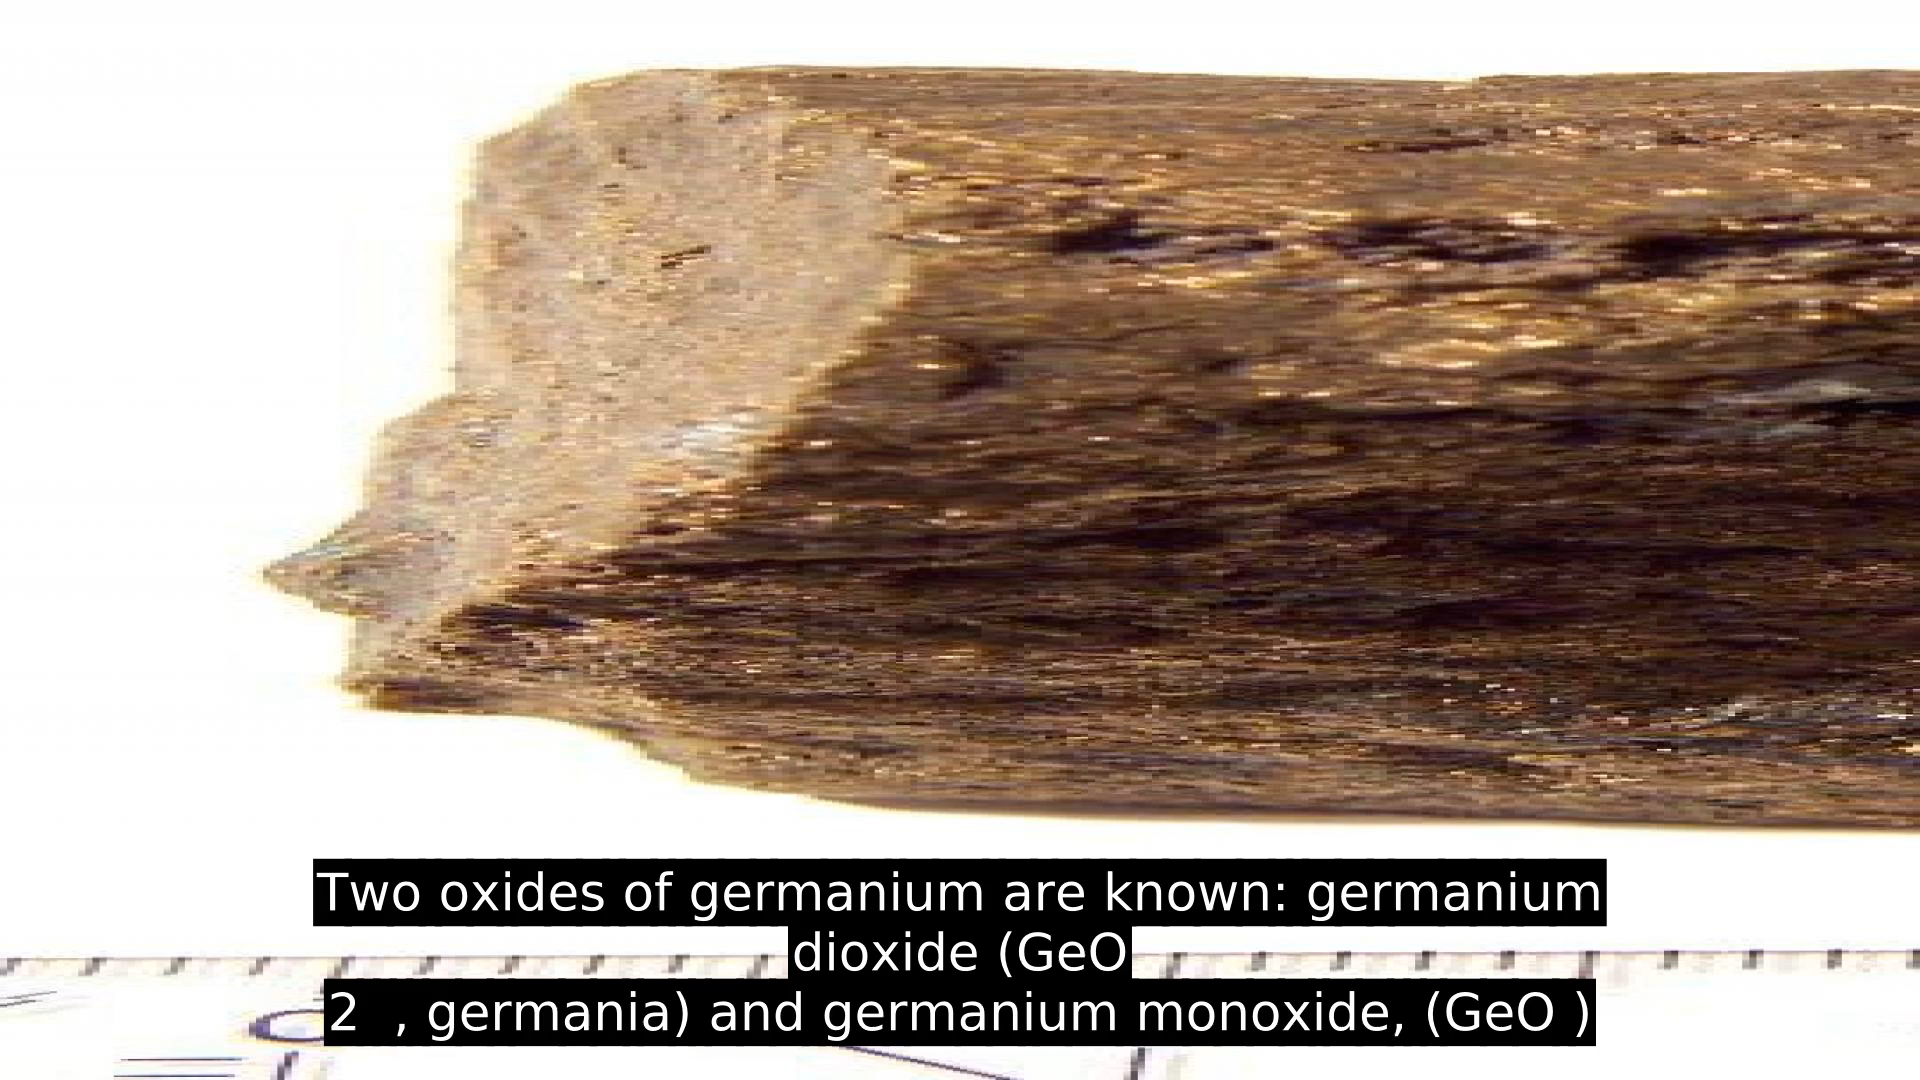 Two oxides of germanium are known: germanium
dioxide (GeO
2 , germania) and germanium monoxide, (GeO )